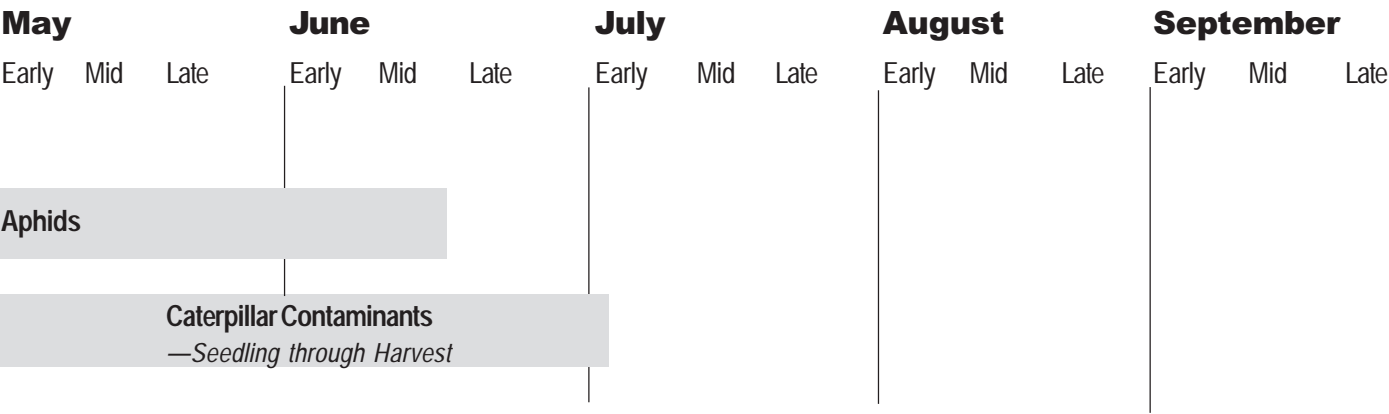 May June July August September
Early Mid Late Early Mid Late Early Mid Late Early Mid Late Early Mid Late
Aphids
Caterpillar Contaminants
—Seedling through Harvest